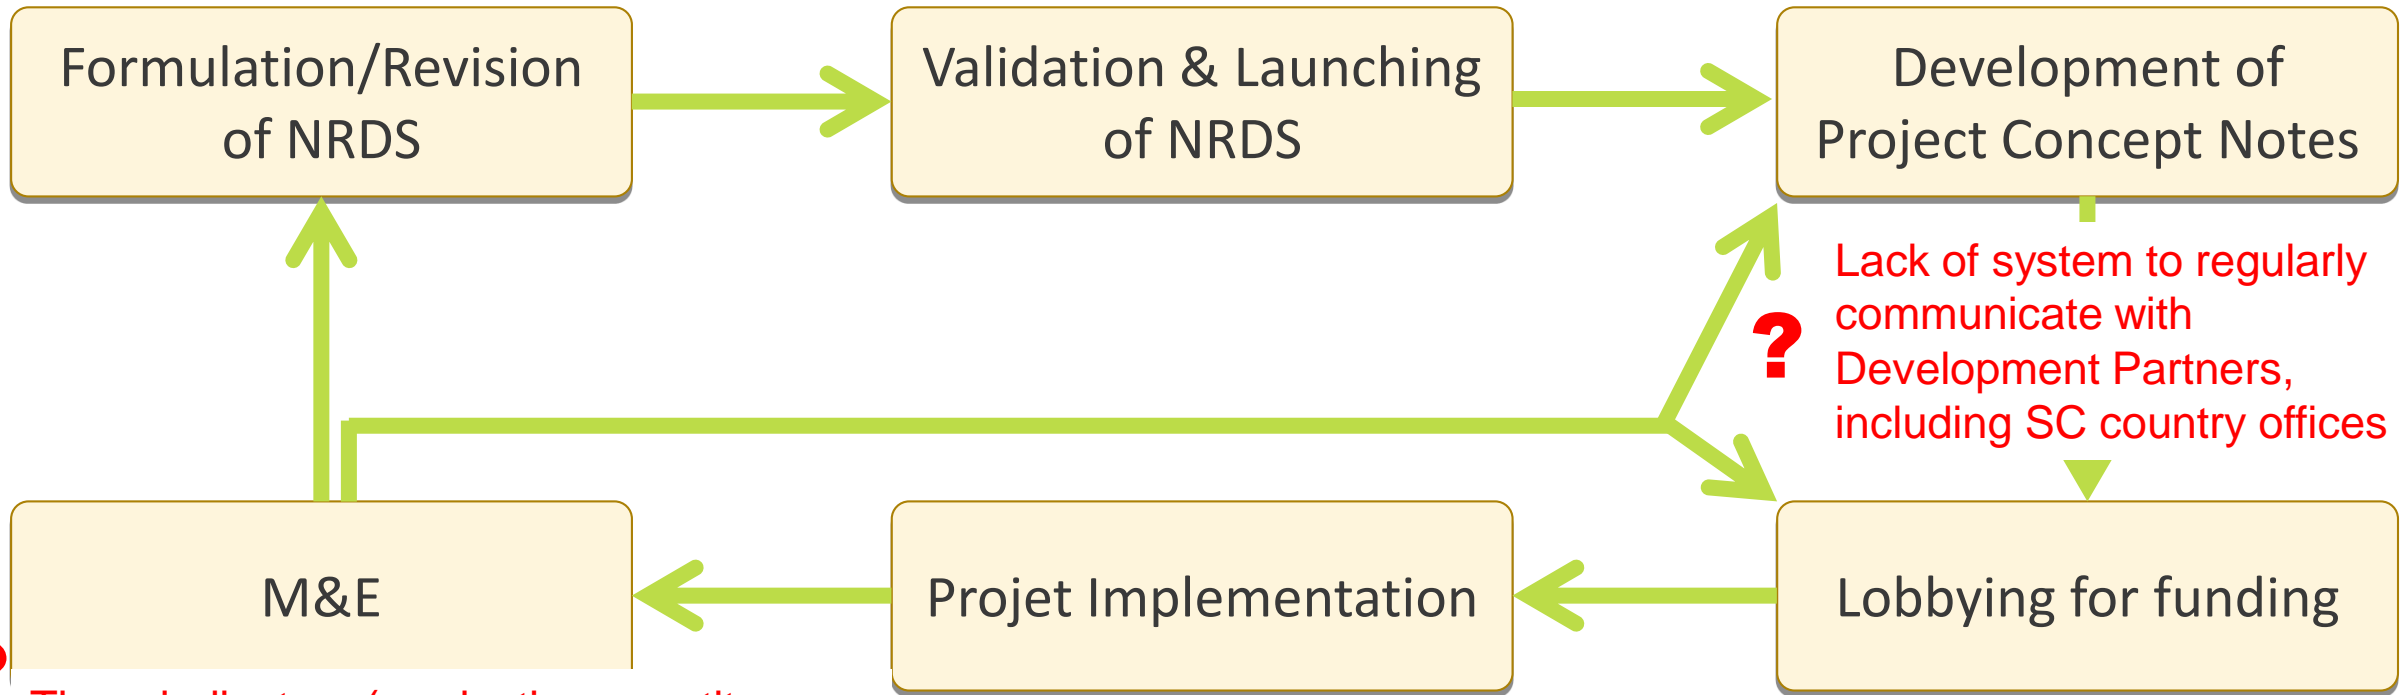 Formulation/Revision
of NRDS
Validation & Launching
of NRDS
Development of
Project Concept Notes
Lack of system to regularly
communicate with
Development Partners,
including SC country offices
?
M&E
Projet Implementation
Lobbying for funding